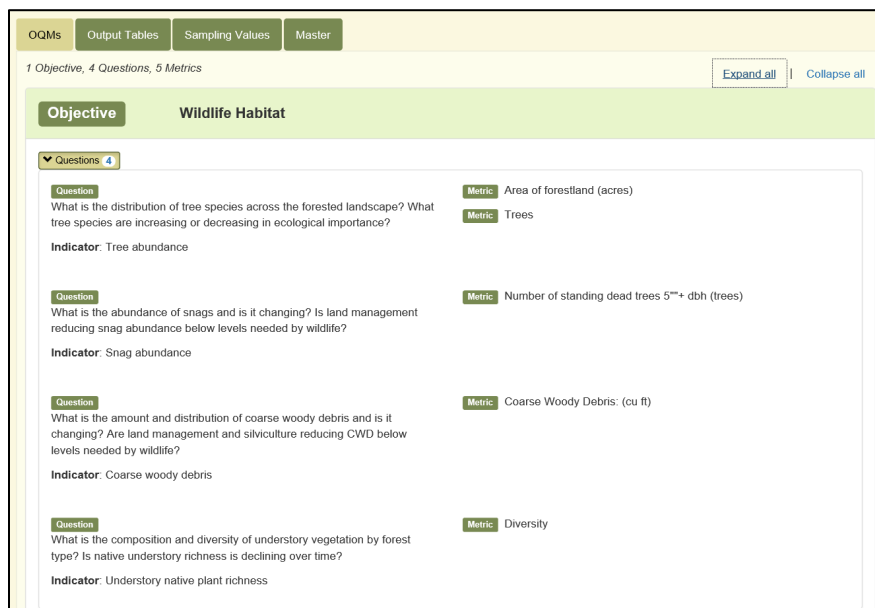 OQMs Output Tables Sampling Values Master
1 Objective, 4 Questions, 5 Metrics
Expand all | Collapse all
Objective Wildlife Habitat
Questions 4
Question
What is the distribution of tree species across the forested landscape? What
tree species are increasing or decreasing in ecological importance?
Indicator: Tree abundance
Metric Area of forestland (acres)
Metric Trees
Question
What is the abundance of snags and is it changing? Is land management
reducing snag abundance below levels needed by wildlife?
Indicator: Snag abundance
Metric Number of standing dead trees 5""+ dbh (trees)
Question
What is the amount and distribution of coarse woody debris and is it
changing? Are land management and silviculture reducing CWD below
levels needed by wildlife?
Indicator: Coarse woody debris
Metric Coarse Woody Debris: (cu ft)
Question
What is the composition and diversity of understory vegetation by forest
type? Is native understory richness is declining over time?
Indicator: Understory native plant richness
Metric Diversity